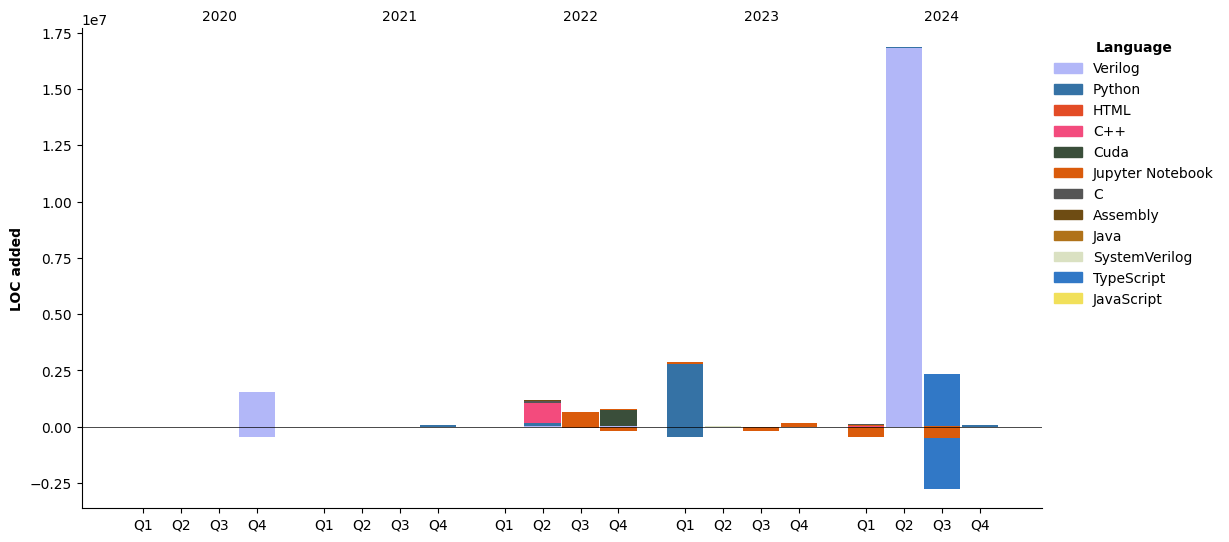 1e7
2020 2021 2022 2023 2024
1.75
1.50
1.25
1.00
0.75
0.50
0.25
0.00
−0.25
LOC added
Q1 Q2 Q3 Q4 Q1 Q2 Q3 Q4 Q1 Q2 Q3 Q4 Q1 Q2 Q3 Q4 Q1 Q2 Q3 Q4
Language
Verilog
Python
HTML
C++
Cuda
Jupyter Notebook
C
Assembly
Java
SystemVerilog
TypeScript
JavaScript